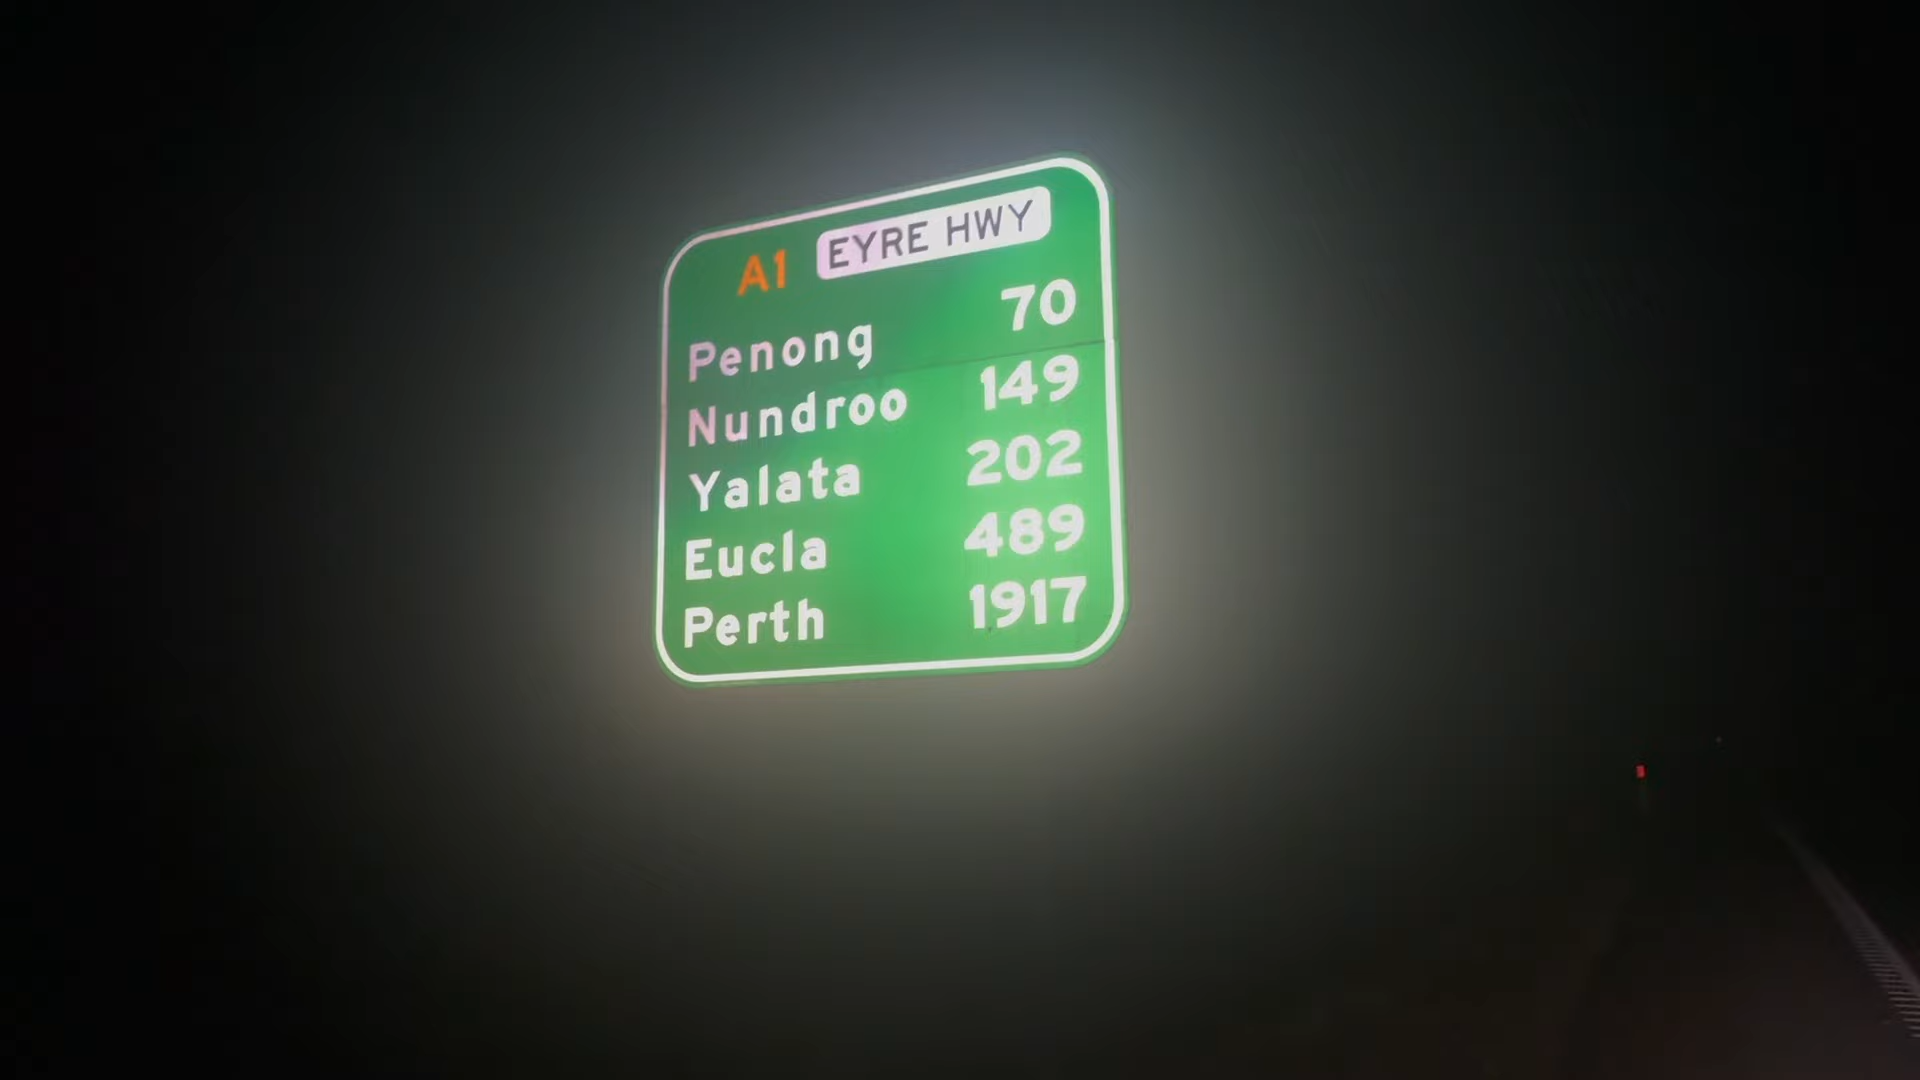 A1 EYRE HWY
Penong 70
Nundroo 149
Yalata 202
Eucla 489
Perth 1917